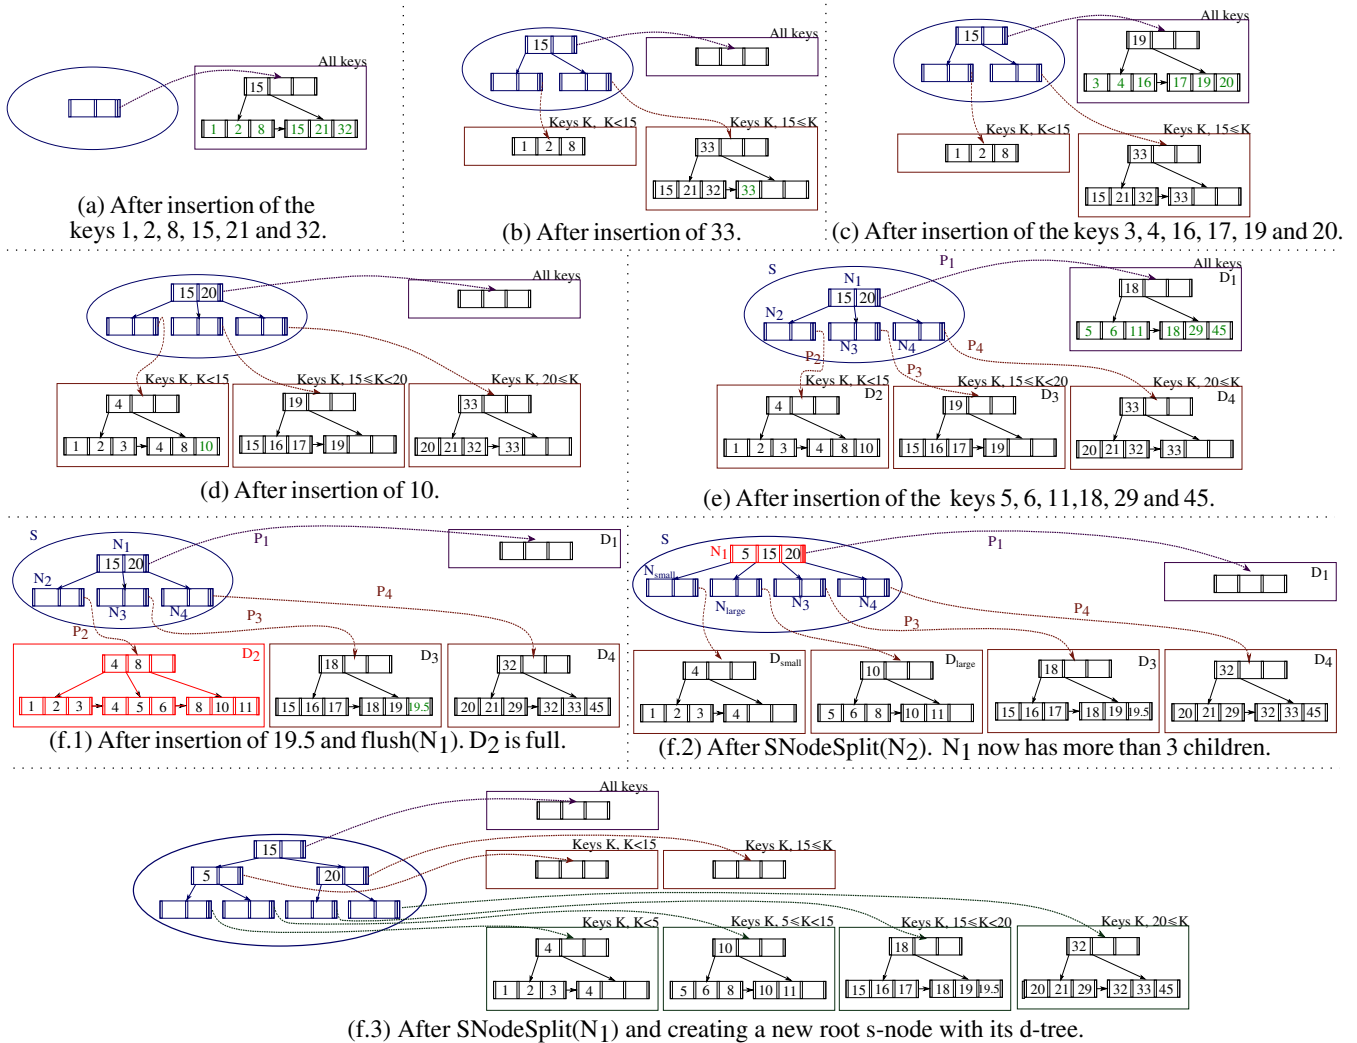 All keys
15
1 2 8 15 21 32
(a) After insertion of the
keys 1, 2, 8, 15, 21 and 32.
15
All keys
Keys K, K<15
1 2 8
Keys K, 15≤K
33
15 21 32 33
(b) After insertion of 33.
15
All keys
19
3 4 16 17 19 20
Keys K, K<15
1 2 8
Keys K, 15≤K
33
15 21 32 33
(c) After insertion of the keys 3, 4, 16, 17, 19 and 20.
15 20
All keys
Keys K, K<15
4
1 2 3 4 8 10
Keys K, 15≤K<20
19
15 16 17 19
Keys K, 20≤K
33
20 21 32 33
(d) After insertion of 10.
S
N1
15 20
N2
N3
N4
P1
P2
P3
P4
All keys
D1
18
5 6 11 18 29 45
Keys K, K<15
D2
4
1 2 3 4 8 10
Keys K, 15≤K<20
D3
19
15 16 17 19
Keys K, 20≤K
D4
33
20 21 32 33
(e) After insertion of the keys 5, 6, 11,18, 29 and 45.
S
N1
15 20
N2
N3
N4
P1
P2
P3
P4
D1
D2
4 8
1 2 3 4 5 6 8 10 11
D3
18
15 16 17 18 19 19.5
D4
32
20 21 29 32 33 45
(f.1) After insertion of 19.5 and flush(N1). D2 is full.
S
N1
5 15 20
Nsmall
Nlarge
N3
N4
P1
P3
P4
D1
Dsmall
4
1 2 3 4
Dlarge
10
5 6 8 10 11
D3
18
15 16 17 18 19 19.5
D4
32
20 21 29 32 33 45
(f.2) After SNodeSplit(N2). N1 now has more than 3 children.
All keys
15
5
20
Keys K, K<15
Keys K, 15≤K
Keys K, K<5
4
1 2 3 4
Keys K, 5≤K<15
10
5 6 8 10 11
Keys K, 15≤K<20
18
15 16 17 18 19 19.5
Keys K, 20≤K
32
20 21 29 32 33 45
(f.3) After SNodeSplit(N1) and creating a new root s-node with its d-tree.